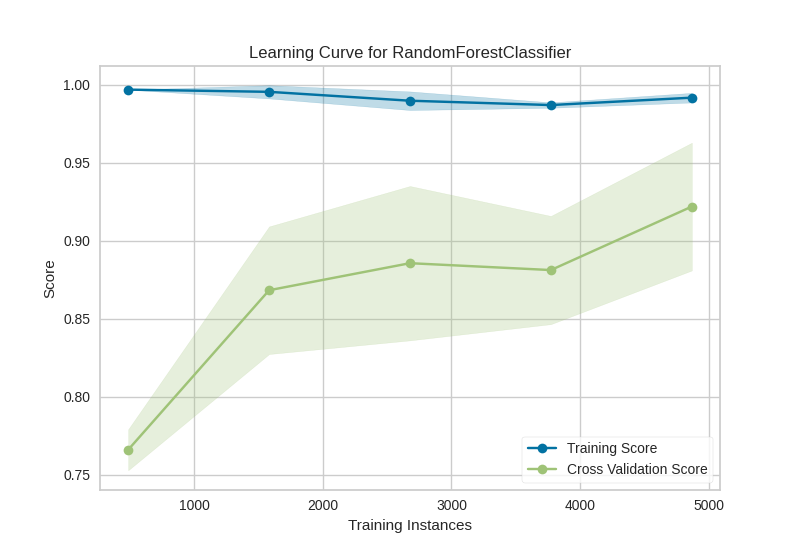 Learning Curve for RandomForestClassifier
1.00
0.95
0.90
0.85
0.80
0.75
Score
1000 2000 3000 4000 5000
Training Instances
Training Score
Cross Validation Score